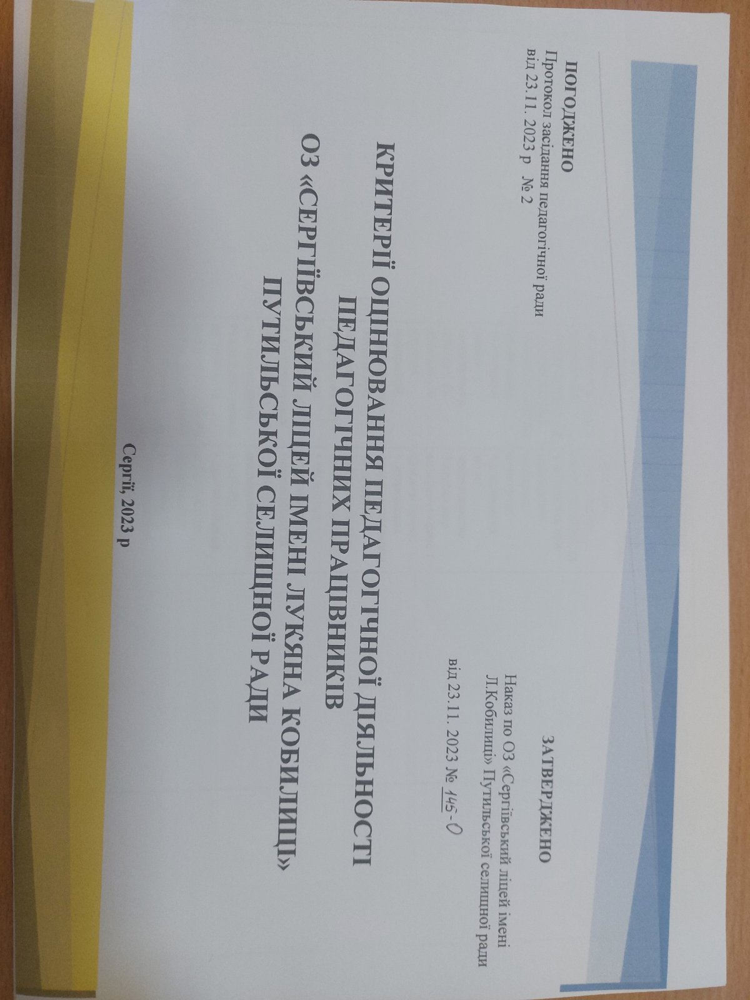 ПОГОДЖЕНО
Протокол засідання педагогічної ради
від 23.11. 2023 р № 2
ЗАТВЕРДЖЕНО
Наказ по ОЗ «Сергіївський ліцей імені
Л.Кобилиці» Путильської селищної ради
від 23.11. 2023 № 145-О
КРИТЕРІЇ ОЦІНЮВАННЯ ПЕДАГОГІЧНОЇ ДІЯЛЬНОСТІ
ПЕДАГОГІЧНИХ ПРАЦІВНИКІВ
ОЗ «СЕРГІЇВСЬКИЙ ЛІЦЕЙ ІМЕНІ ЛУКЯНА КОБИЛИЦІ»
ПУТИЛЬСЬКОЇ СЕЛИЩНОЇ РАДИ
Сергії, 2023 р